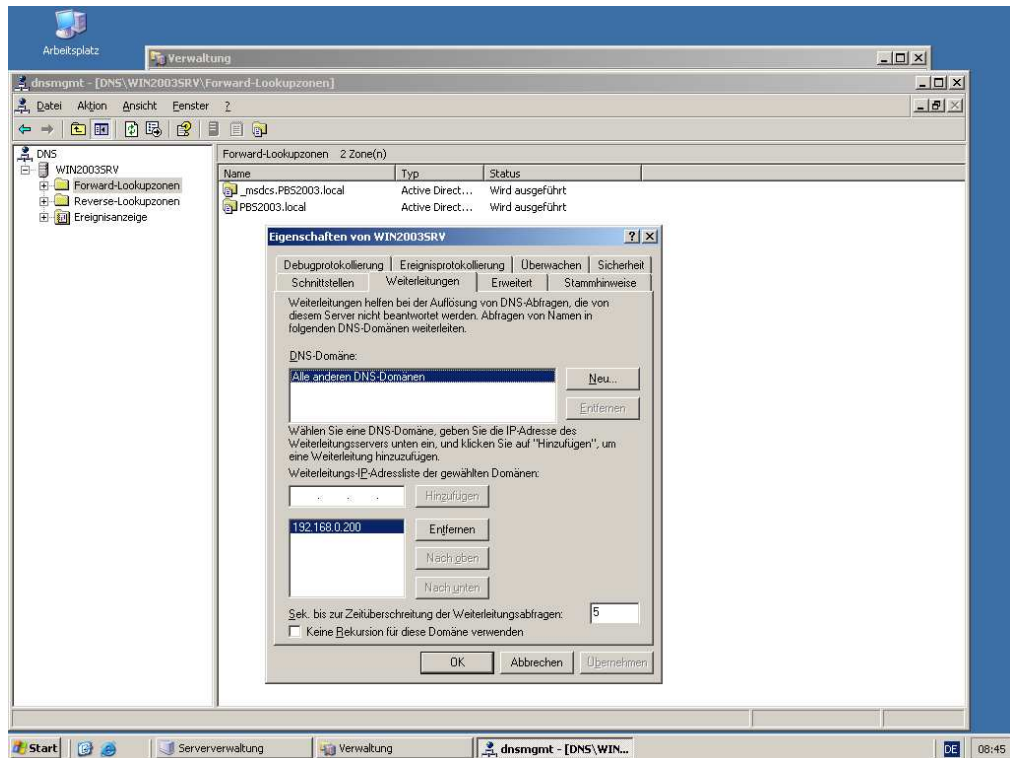 Arbeitsplatz
Verwaltung
dnsmgmt - [DNS\WIN2003SRV\Forward-Lookupzonen]
Datei Aktion Ansicht Fenster ?
DNS
WIN2003SRV
Forward-Lookupzonen
Reverse-Lookupzonen
Ereignisanzeige
Forward-Lookupzonen 2 Zone(n)
Name Typ Status
_msdcs.PBS2003.local Active Direct... Wird ausgeführt
PBS2003.local Active Direct... Wird ausgeführt
Eigenschaften von WIN2003SRV
Debugprotokollierung Ereignisprotokollierung Überwachen Sicherheit
Schnittstellen Weiterleitungen Erweitert Stammhinweise
Weiterleitungen helfen bei der Auflösung von DNS-Abfragen, die von
diesem Server nicht beantwortet werden. Abfragen von Namen in
folgenden DNS-Domänen weiterleiten.
DNS-Domäne:
Alle anderen DNS-Domänen
Neu...
Entfernen
Wählen Sie eine DNS-Domäne, geben Sie die IP-Adresse des
Weiterleitungsservers unten ein, und klicken Sie auf "Hinzufügen", um
eine Weiterleitung hinzuzufügen.
Weiterleitungs-IP-Adressliste der gewählten Domänen:
. . .
Hinzufügen
192.168.0.200
Entfernen
Nach oben
Nach unten
Sek. bis zur Zeitüberschreitung der Weiterleitungsabfragen: 5
Keine Rekursion für diese Domäne verwenden
OK Abbrechen Übernehmen
Start Serververwaltung Verwaltung dnsmgmt - [DNS\WIN... DE 08:45